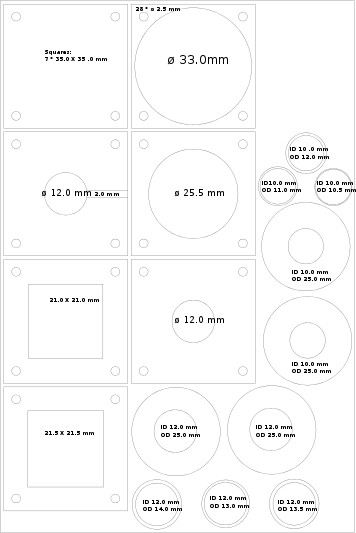 28 * ø 2.5 mm
Squares:
7 * 35.0 X 35 .0 mm
ø 33.0mm
ø 12.0 mm
2.0 mm
ø 25.5 mm
ID 10 .0 mm
OD 12.0 mm
ID10.0 mm
OD 11.0 mm
ID 10.0 mm
OD 10.5 mm
ID 10.0 mm
OD 25.0 mm
21.0 X 21.0 mm
ø 12.0 mm
ID 10.0 mm
OD 25.0 mm
21.5 X 21.5 mm
ID 12.0 mm
OD 25.0 mm
ID 12.0 mm
OD 25.0 mm
ID 12.0 mm
OD 14.0 mm
ID 12.0 mm
OD 13.0 mm
ID 12.0 mm
OD 13.5 mm